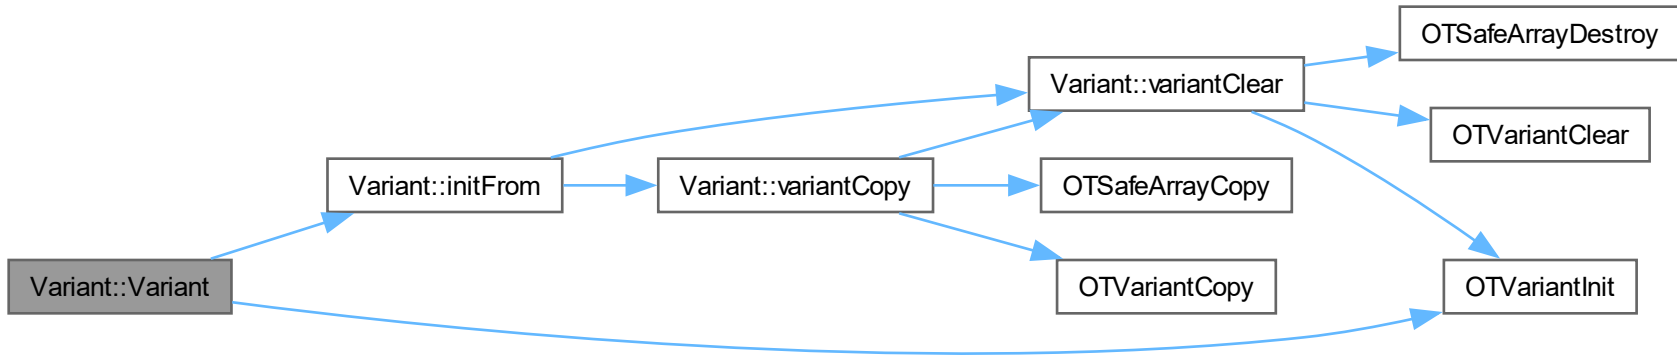 OTSafeArrayDestroy
Variant::variantClear
OTVariantClear
Variant::initFrom
Variant::variantCopy
OTSafeArrayCopy
Variant::Variant
OTVariantCopy
OTVariantInit